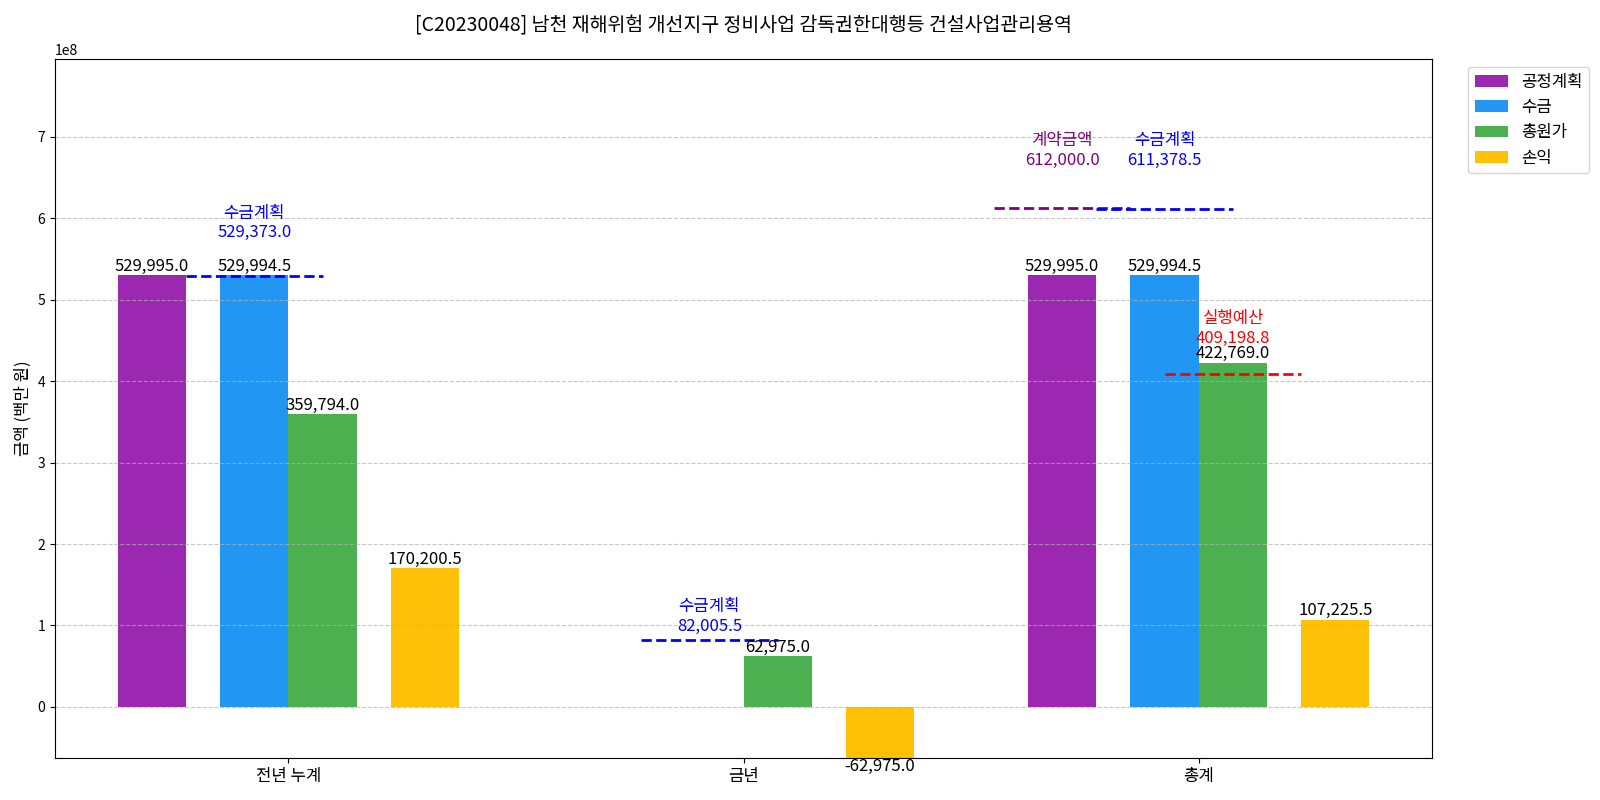 [C20230048] 남천 재해위험 개선지구 정비사업 감독권한대행등 건설사업관리용역
1e8
공정계획
수금
총원가
손익
7
6
5
4
3
2
1
0
금액 (백만 원)
계약금액
612,000.0
수금계획
611,378.5
수금계획
529,373.0
529,995.0
529,994.5
359,794.0
170,200.5
수금계획
82,005.5
62,975.0
-62,975.0
529,995.0
529,994.5
실행예산
409,198.8
422,769.0
107,225.5
전년 누계
금년
총계